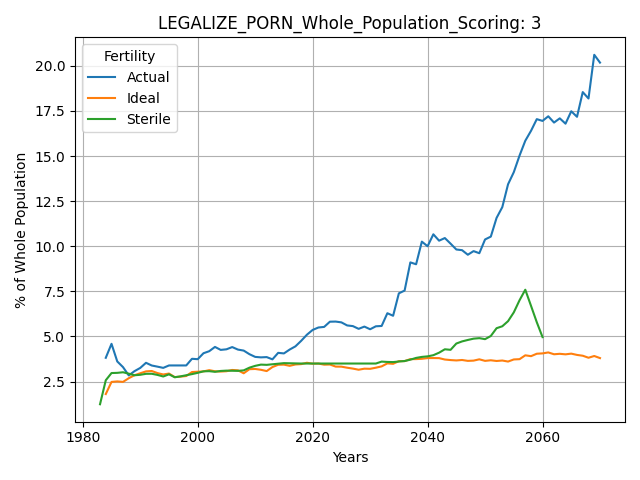 LEGALIZE_PORN_Whole_Population_Scoring: 3
Fertility
Actual
Ideal
Sterile
% of Whole Population
20.0
17.5
15.0
12.5
10.0
7.5
5.0
2.5
1980 2000 2020 2040 2060
Years